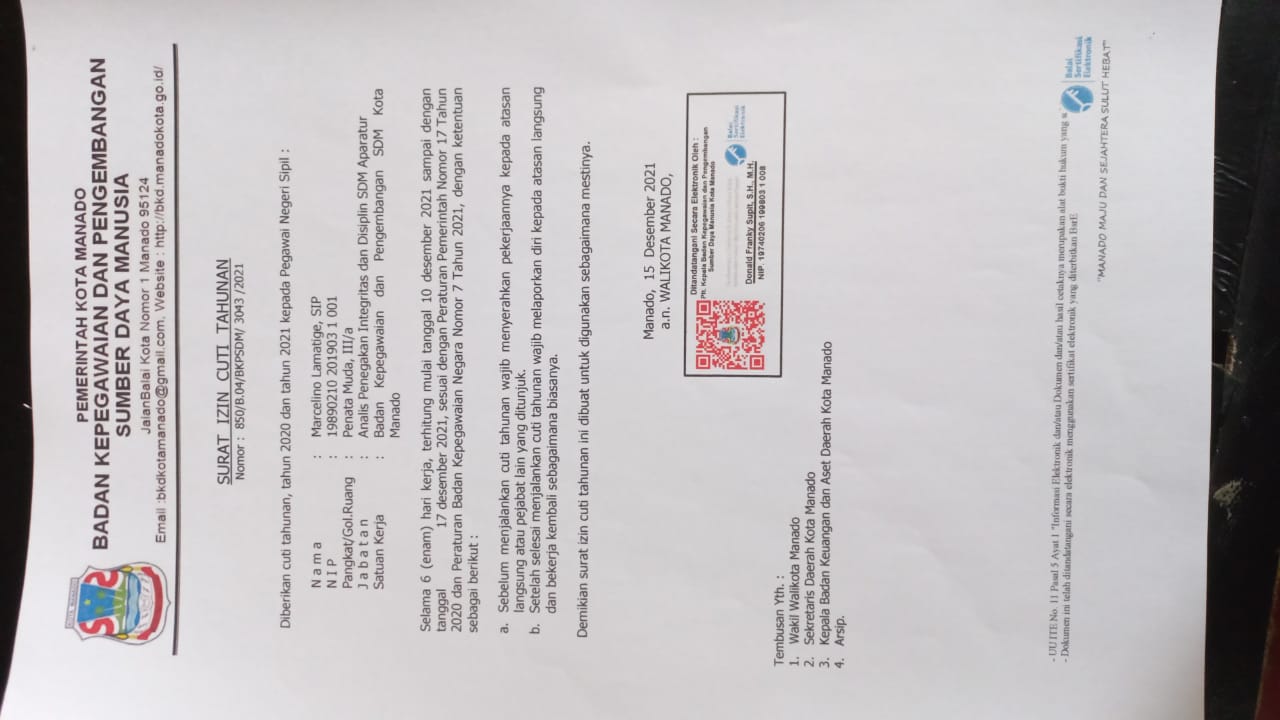 PEMERINTAH KOTA MANADO
BADAN KEPEGAWAIAN DAN PENGEMBANGAN
SUMBER DAYA MANUSIA
JalanBalai Kota Nomor 1 Manado 95124
Email :bkdkotamanado@gmail.com, Website : http://bkd.manadokota.go.id/
SURAT IZIN CUTI TAHUNAN
Nomor : 850/B.04/BKPSDM/ 3043 /2021
Diberikan cuti tahunan, tahun 2020 dan tahun 2021 kepada Pegawai Negeri Sipil :
N a m a : Marcelino Lamatige, SIP
N I P : 19890210 201903 1 001
Pangkat/Gol.Ruang : Penata Muda, III/a
J a b a t a n : Analis Penegakan Integritas dan Disiplin SDM Aparatur
Satuan Kerja : Badan Kepegawaian dan Pengembangan SDM Kota
Manado
Selama 6 (enam) hari kerja, terhitung mulai tanggal 10 desember 2021 sampai dengan
tanggal 17 desember 2021, sesuai dengan Peraturan Pemerintah Nomor 17 Tahun
2020 dan Peraturan Badan Kepegawaian Negara Nomor 7 Tahun 2021, dengan ketentuan
sebagai berikut :
a. Sebelum menjalankan cuti tahunan wajib menyerahkan pekerjaannya kepada atasan
langsung atau pejabat lain yang ditunjuk.
b. Setelah selesai menjalankan cuti tahunan wajib melaporkan diri kepada atasan langsung
dan bekerja kembali sebagaimana biasanya.
Demikian surat izin cuti tahunan ini dibuat untuk digunakan sebagaimana mestinya.
Manado, 15 Desember 2021
a.n. WALIKOTA MANADO,
Ditandatangani Secara Elektronik Oleh :
Plt. Kepala Badan Kepegawaian dan Pengembangan
Sumber Daya Manusia Kota Manado
Balai
Sertifikasi
Elektronik
Donald Franky Supit, S.H., M.H.
NIP. 19740206 199803 1 008
Tembusan Yth. :
1. Wakil Walikota Manado
2. Sekretaris Daerah Kota Manado
3. Kepala Badan Keuangan dan Aset Daerah Kota Manado
4. Arsip.
- UU ITE No. 11 Pasal 5 Ayat 1 "Informasi Elektronik dan/atau Dokumen dan/atau hasil cetaknya merupakan alat bukti hukum yang
- Dokumen ini telah ditandatangani secara elektronik menggunakan sertifikat elektronik yang diterbitkan BsrE
Balai
Sertifikasi
Elektronik
"MANADO MAJU DAN SEJAHTERA SULUT HEBAT"